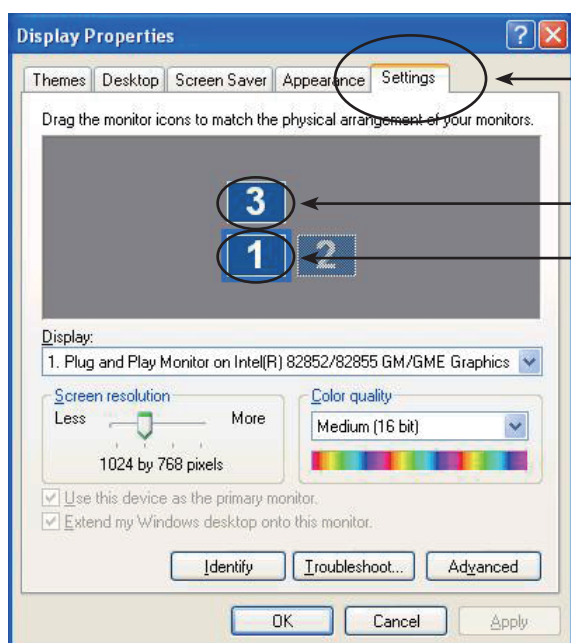 Display Properties
Themes Desktop Screen Saver Appearance Settings
Drag the monitor icons to match the physical arrangement of your monitors.
3
1 2
Display:
1. Plug and Play Monitor on Intel(R) 82852/82855 GM/GME Graphics
Screen resolution Color quality
Less More Medium (16 bit)
1024 by 768 pixels
Use this device as the primary monitor.
Extend my Windows desktop onto this monitor.
Identify Troubleshoot... Advanced
OK Cancel Apply